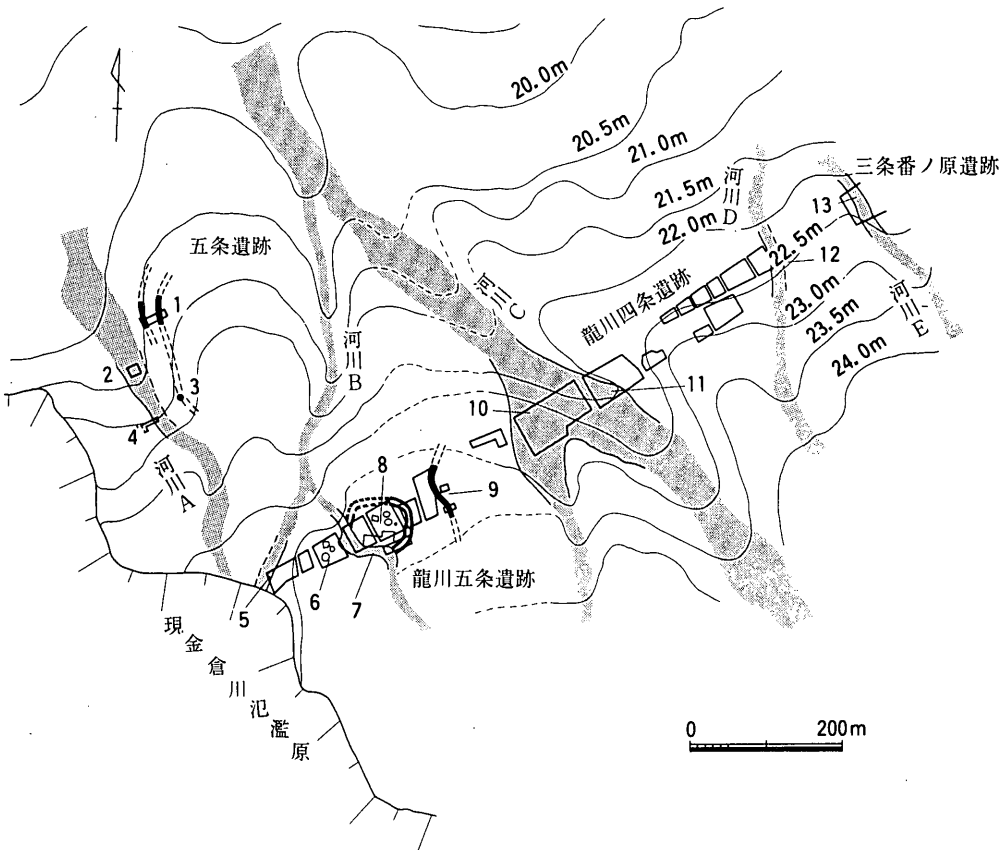 20.0m
20.5m
21.0m
21.5m
22.0m
22.5m
23.0m
23.5m
24.0m
三条番ノ原遺跡
13
河川D
12
五条遺跡
龍川四条遺跡
河川E
1
河川C
河川B
2
3
11
10
4
河川A
8
9
龍川五条遺跡
5
6
7
現金倉川氾濫原
0
200m